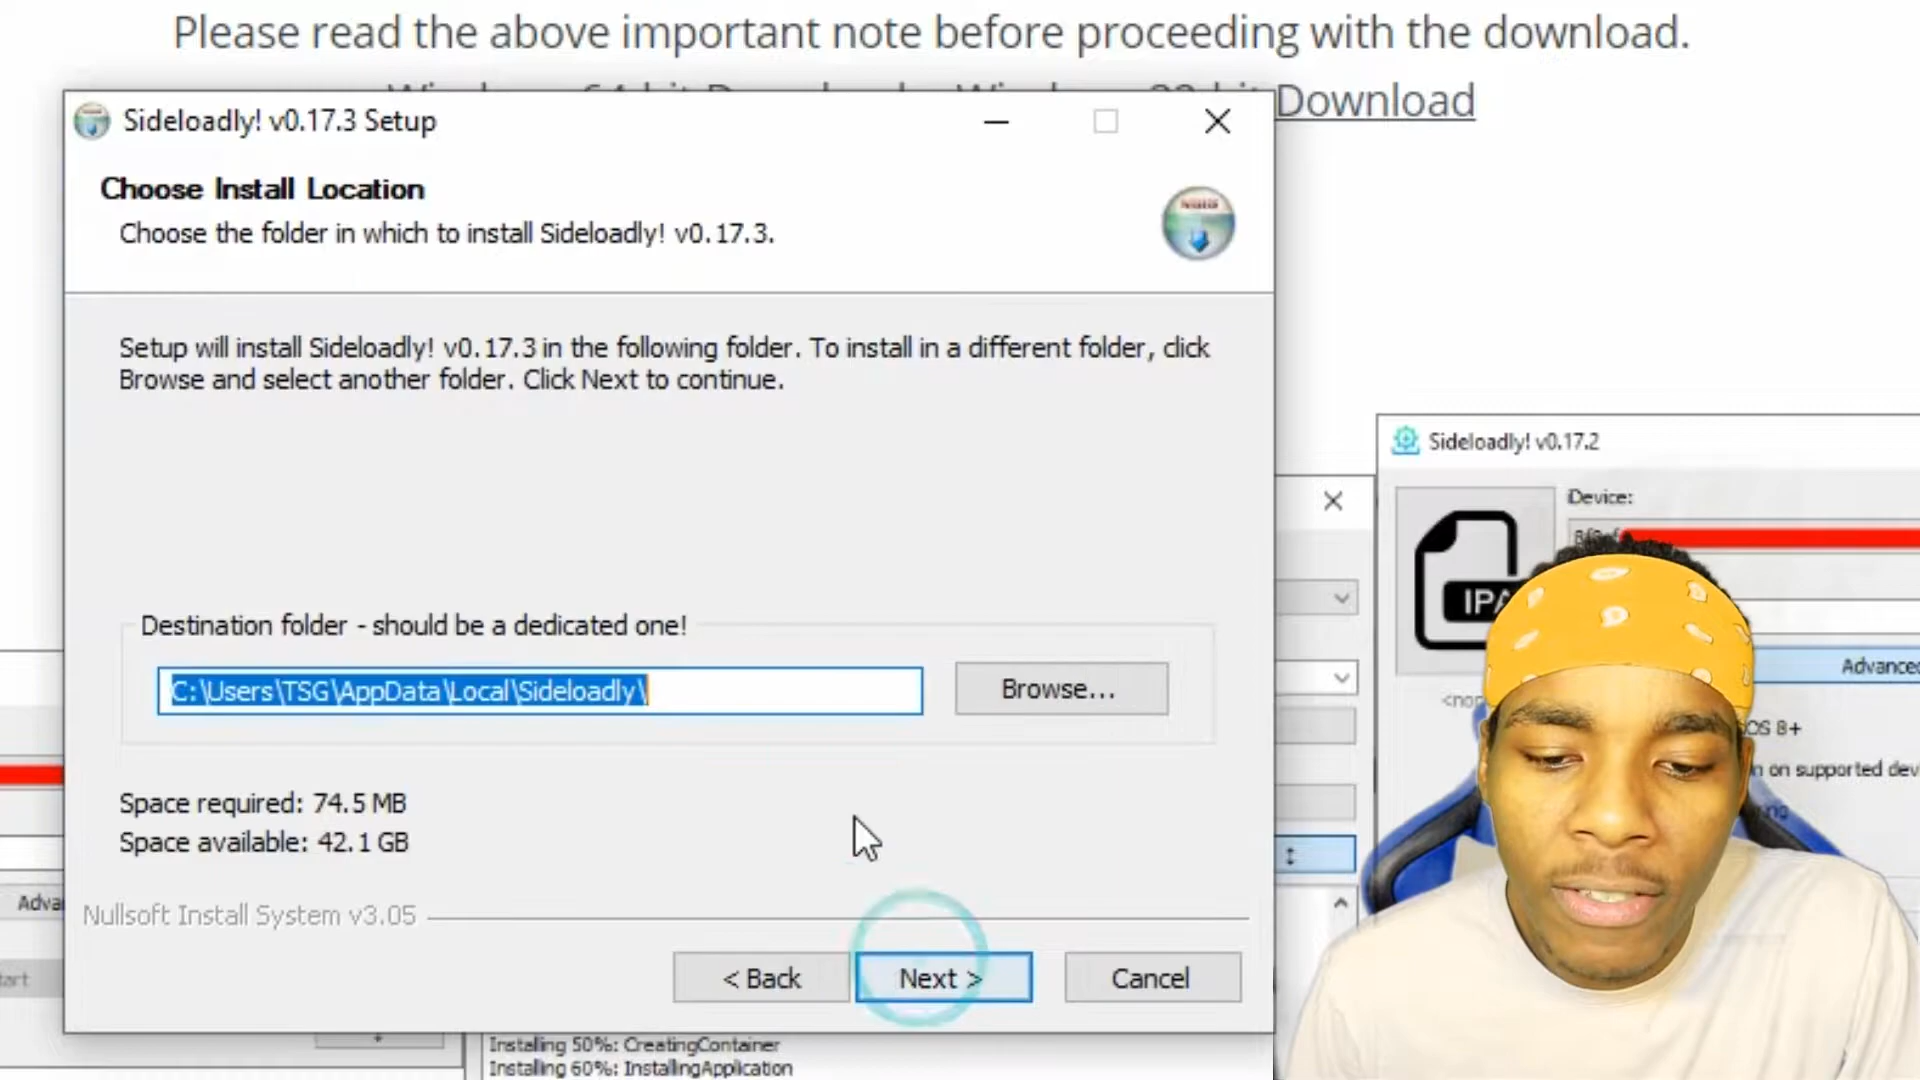 Please read the above important note before proceeding with the download.
Download
Sideloadly! v0.17.3 Setup
Choose Install Location
Choose the folder in which to install Sideloadly! v0.17.3.
Setup will install Sideloadly! v0.17.3 in the following folder. To install in a different folder, click
Browse and select another folder. Click Next to continue.
Destination folder - should be a dedicated one!
C:\Users\TSG\AppData\Local\Sideloadly\
Browse...
Space required: 74.5 MB
Space available: 42.1 GB
Nullsoft Install System v3.05
< Back
Next >
Cancel
Installing 50%: CreatingContainer
Installing 60%: InstallingApplication
Sideloadly! v0.17.2
iDevice:
IPA
Advanced
OS 8+
on supported